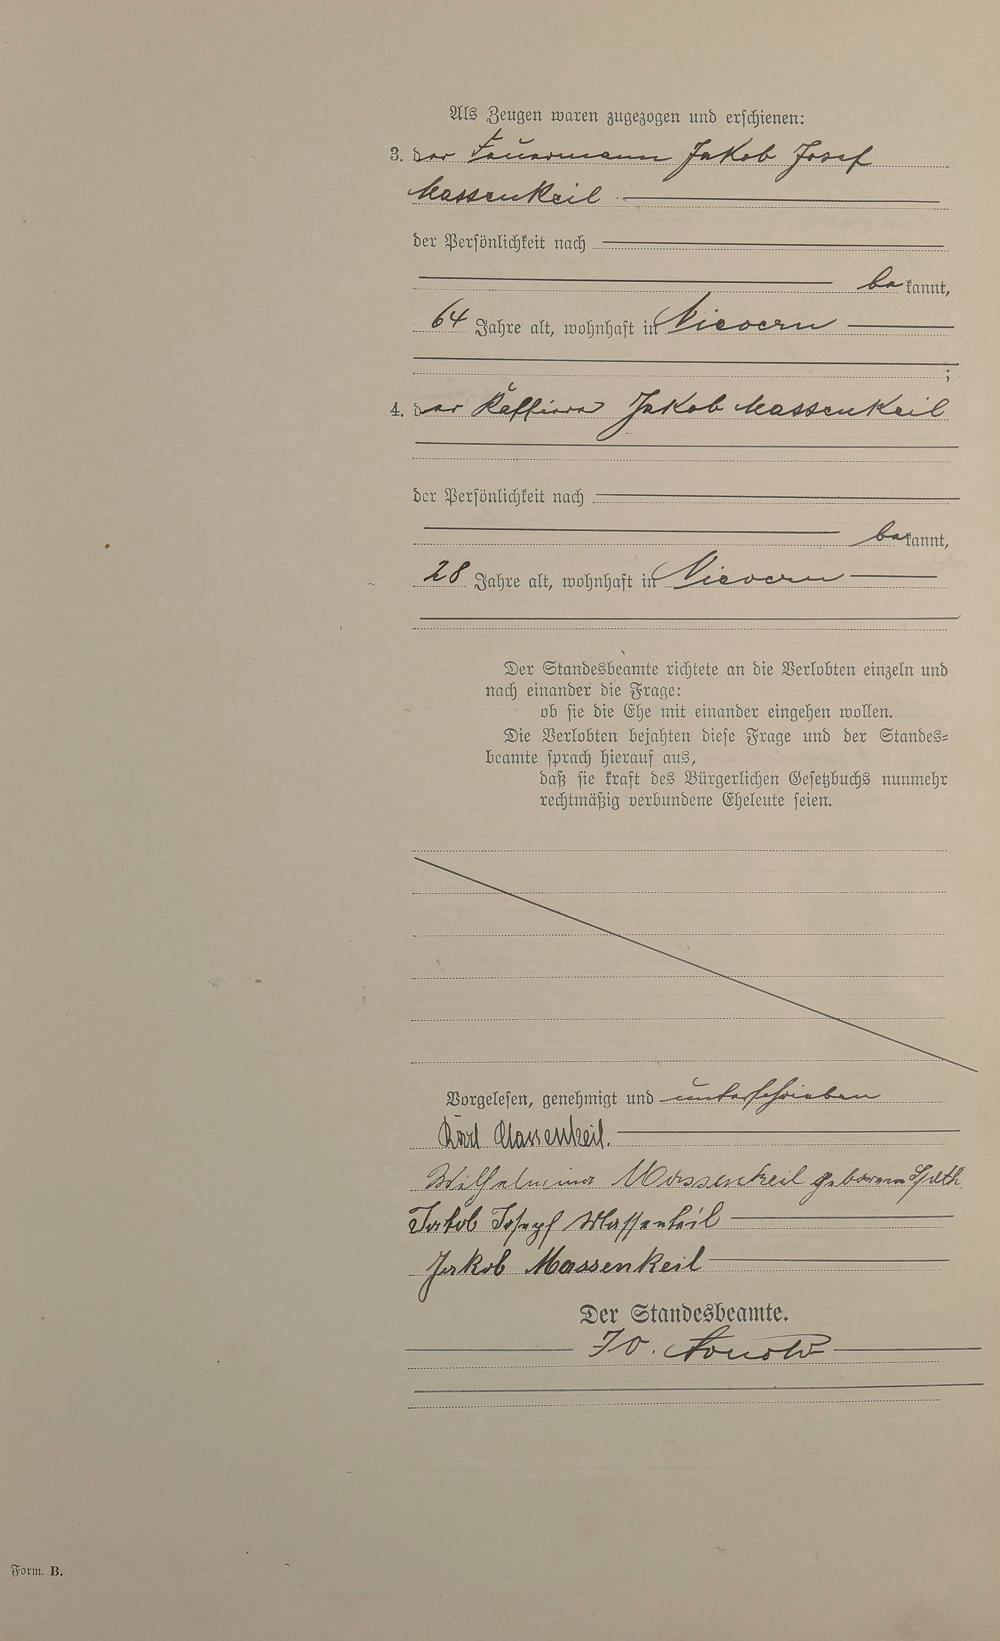 Als Zeugen waren zugezogen und erschienen:
3. der Feuermann Jakob Josef
Massenkeil
der Persönlichkeit nach
bekannt,
64 Jahre alt, wohnhaft in Nievern
;
4. der Jakob Massenkeil
der Persönlichkeit nach
bekannt,
28 Jahre alt, wohnhaft in Nievern
Der Standesbeamte richtete an die Verlobten einzeln und
nach einander die Frage:
ob sie die Ehe mit einander eingehen wollen.
Die Verlobten bejahten diese Frage und der Standes=
beamte sprach hierauf aus,
daß sie kraft des Bürgerlichen Gesetzbuchs nunmehr
rechtmäßig verbundene Eheleute seien.
Vorgelesen, genehmigt und unterschrieben
Karl Massenkeil.
Wilhelmina Massenkeil geborene Späth
Jakob Joseph Massenkeil
Jakob Massenkeil
Der Standesbeamte.
Form. B.